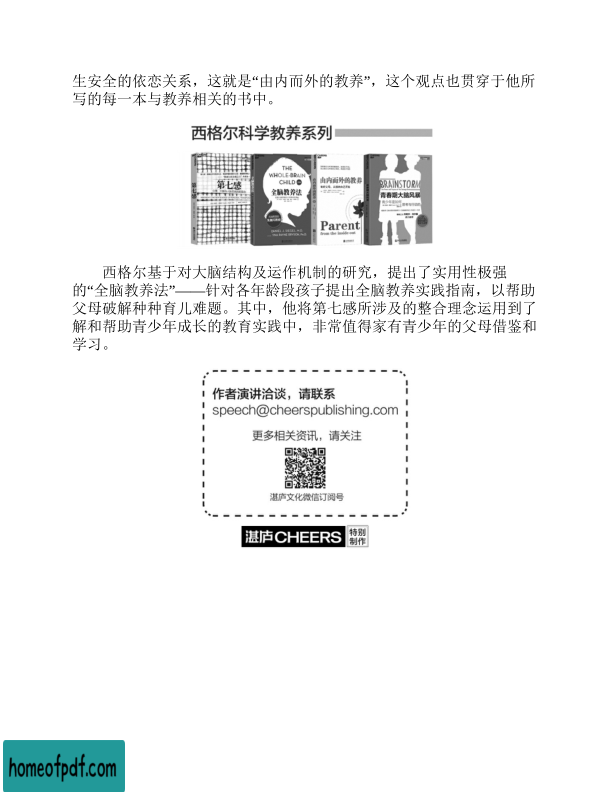 生安全的依恋关系，这就是“由内而外的教养”，这个观点也贯穿于他所
写的每一本与教养相关的书中。
西格尔科学教养系列
第七感
THE
WHOLE-BRAIN
CHILD
全脑教养法
由内而外的教养
Parent
from the inside out
BRAINSTORM
青春期大脑风暴
西格尔基于对大脑结构及运作机制的研究，提出了实用性极强
的“全脑教养法”——针对各年龄段孩子提出全脑教养实践指南，以帮助
父母破解种种育儿难题。其中，他将第七感所涉及的整合理念运用到了
解和帮助青少年成长的教育实践中，非常值得家有青少年的父母借鉴和
学习。
作者演讲洽谈，请联系
speech@cheerspublishing.com
更多相关资讯，请关注
湛庐文化微信订阅号
湛庐CHEERS 特别
制作
homeofpdf.com